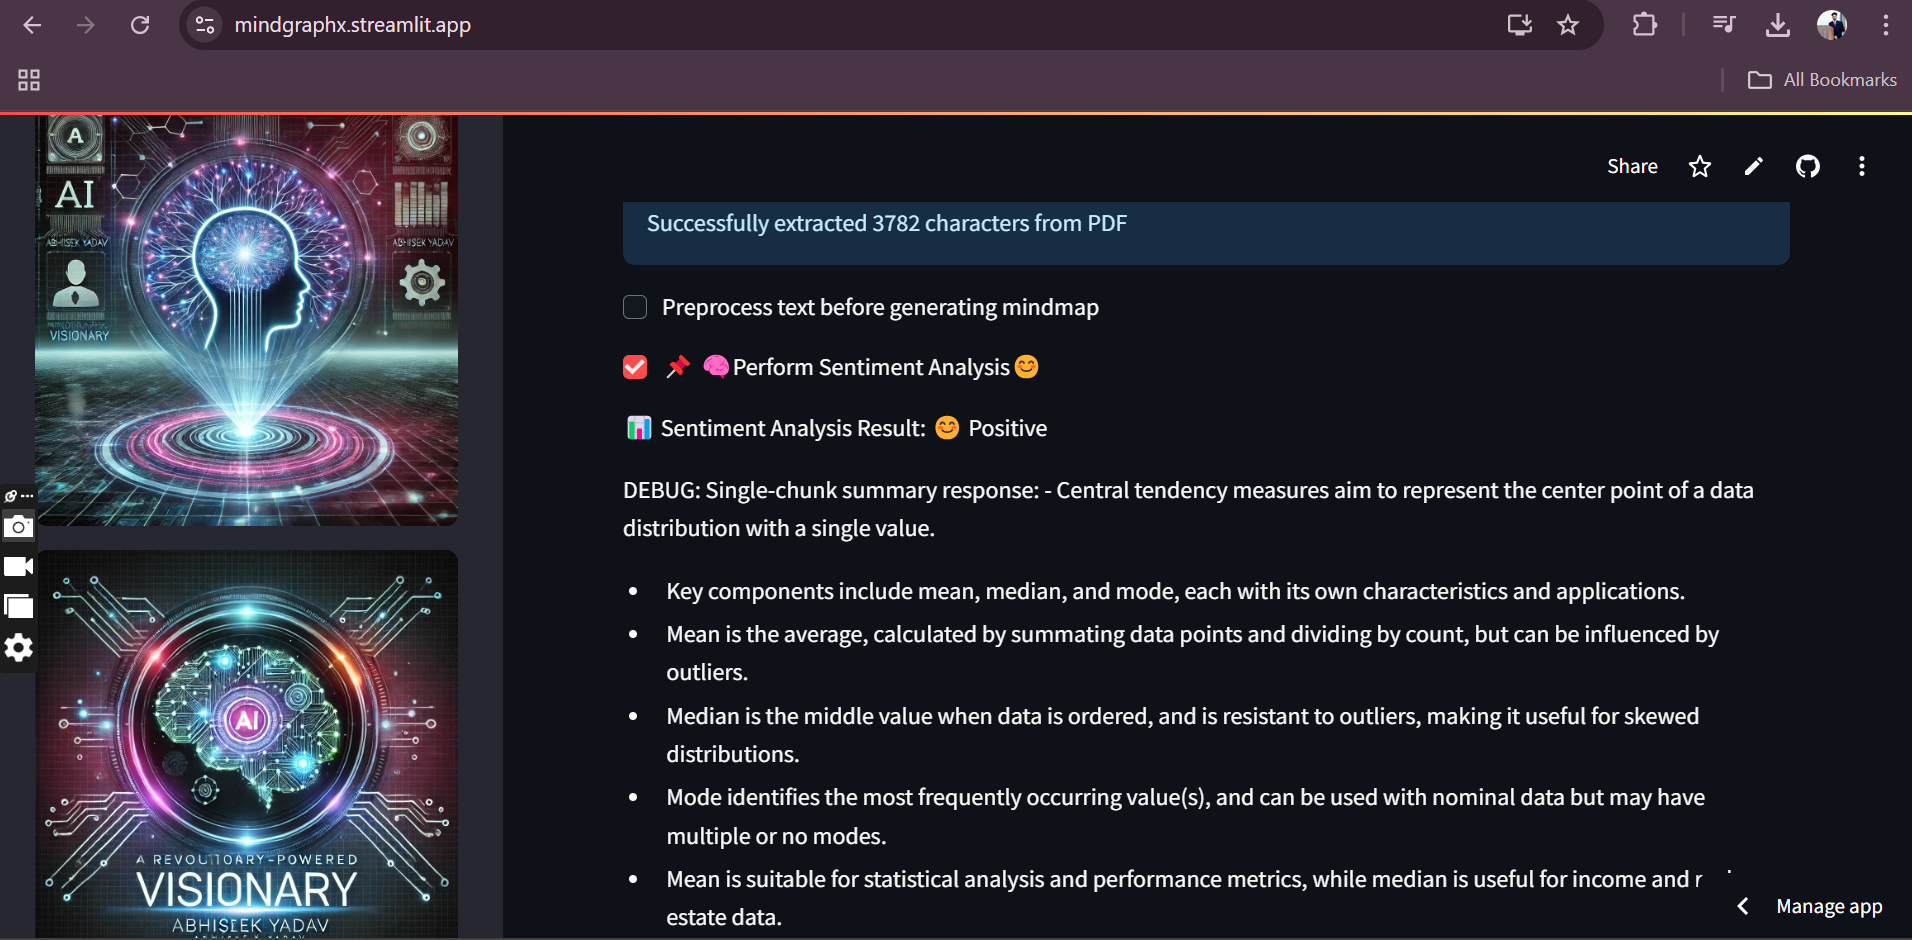 mindgraphx.streamlit.app
All Bookmarks
A
AI
ABHISEK YADAV
ABHISEK YADAV
VISIONARY
AI
VISIONARY
ABHISEEK YADAV
Share
Successfully extracted 3782 characters from PDF
Preprocess text before generating mindmap
📌 🧠Perform Sentiment Analysis😊
📊 Sentiment Analysis Result: 😊 Positive
DEBUG: Single-chunk summary response: - Central tendency measures aim to represent the center point of a data
distribution with a single value.
• Key components include mean, median, and mode, each with its own characteristics and applications.
• Mean is the average, calculated by summating data points and dividing by count, but can be influenced by
outliers.
• Median is the middle value when data is ordered, and is resistant to outliers, making it useful for skewed
distributions.
• Mode identifies the most frequently occurring value(s), and can be used with nominal data but may have
multiple or no modes.
• Mean is suitable for statistical analysis and performance metrics, while median is useful for income and
estate data.
Manage app